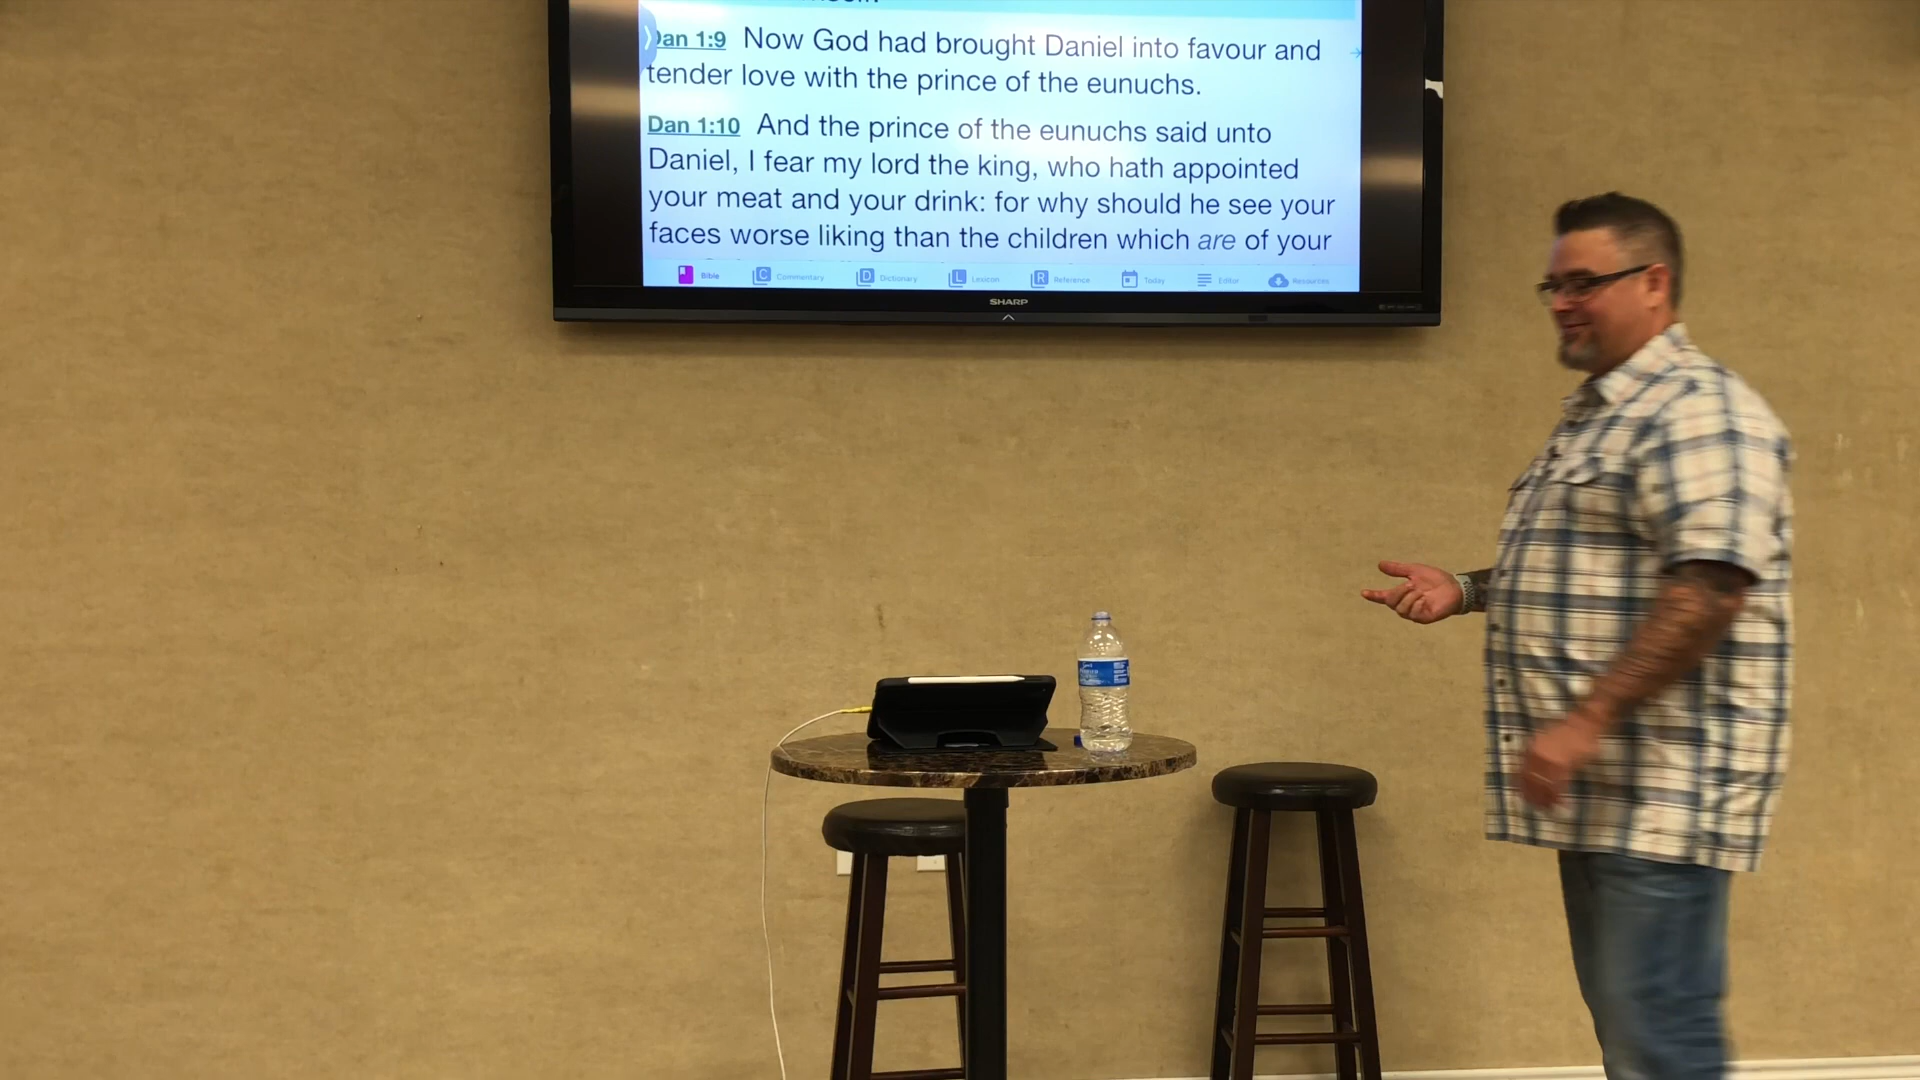 Dan 1:9 Now God had brought Daniel into favour and
tender love with the prince of the eunuchs.
Dan 1:10 And the prince of the eunuchs said unto
Daniel, I fear my lord the king, who hath appointed
your meat and your drink: for why should he see your
faces worse liking than the children which are of your
Bible Commentary Dictionary Lexicon Reference Today Editor Resources
SHARP